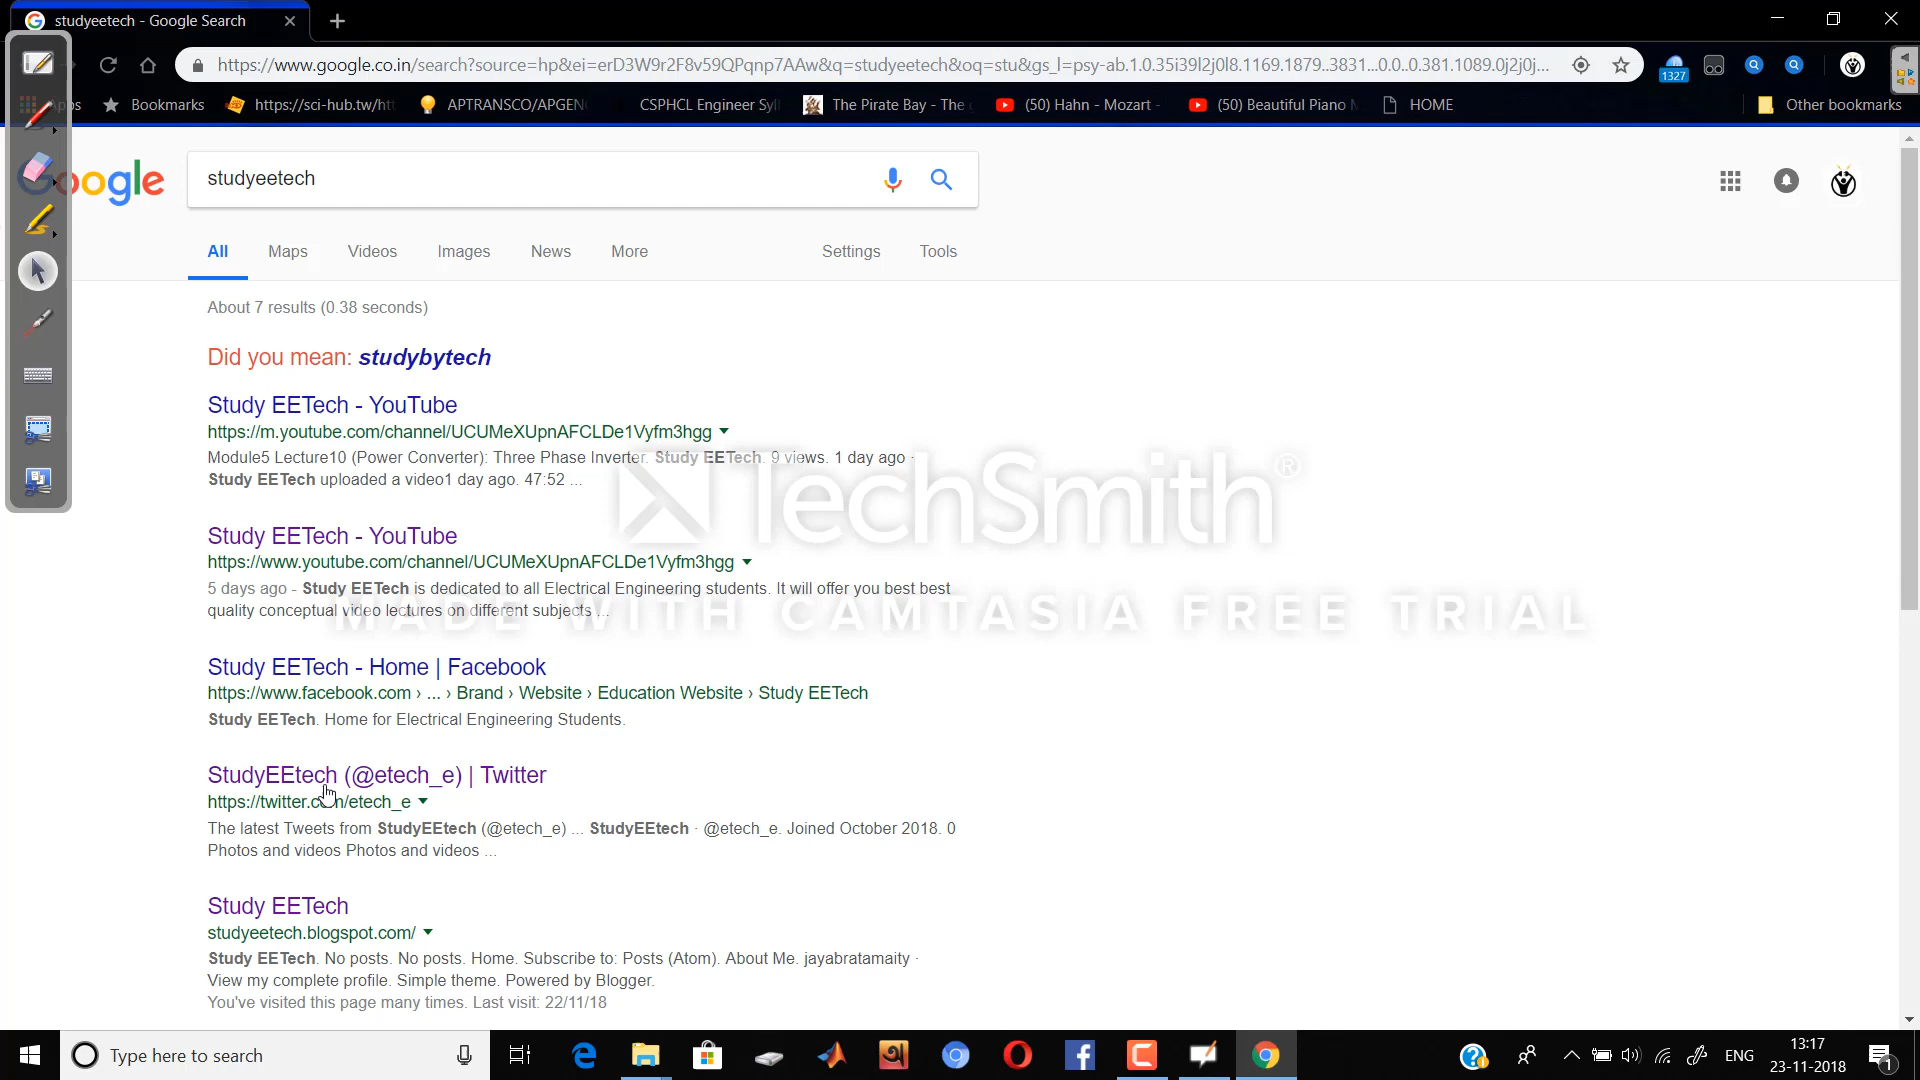 studyeetech - Google Search
https://www.google.co.in/search?source=hp&ei=erD3W9r2F8v59QPqnp7AAw&q=studyeetech&oq=stu&gs_l=psy-ab.1.0.35i39l2j0l8.1169.1879..3831...0.0..0.381.1089.0j2j0j...
1327
Bookmarks
https://sci-hub.tw/htt
APTRANSCO/APGEN
CSPHCL Engineer Syl
The Pirate Bay - The
(50) Hahn - Mozart -
(50) Beautiful Piano
HOME
Other bookmarks
Google
studyeetech
All Maps Videos Images News More Settings Tools
About 7 results (0.38 seconds)
Did you mean: studybytech
Study EETech - YouTube
https://m.youtube.com/channel/UCUMeXUpnAFCLDe1Vyfm3hgg
Module5 Lecture10 (Power Converter): Three Phase Inverter. Study EETech. 9 views. 1 day ago ·
Study EETech uploaded a video1 day ago. 47:52 ...
TechSmith®
Study EETech - YouTube
https://www.youtube.com/channel/UCUMeXUpnAFCLDe1Vyfm3hgg
5 days ago - Study EETech is dedicated to all Electrical Engineering students. It will offer you best best
quality conceptual video lectures on different subjects ...
MADE WITH CAMTASIA FREE TRIAL
Study EETech - Home | Facebook
https://www.facebook.com › ... › Brand › Website › Education Website › Study EETech
Study EETech. Home for Electrical Engineering Students.
StudyEEtech (@etech_e) | Twitter
https://twitter.com/etech_e
The latest Tweets from StudyEEtech (@etech_e) ... StudyEEtech · @etech_e. Joined October 2018. 0
Photos and videos Photos and videos ...
Study EETech
studyeetech.blogspot.com/
Study EETech. No posts. No posts. Home. Subscribe to: Posts (Atom). About Me. jayabratamaity ·
View my complete profile. Simple theme. Powered by Blogger.
You've visited this page many times. Last visit: 22/11/18
Type here to search
ENG
13:17
23-11-2018
1